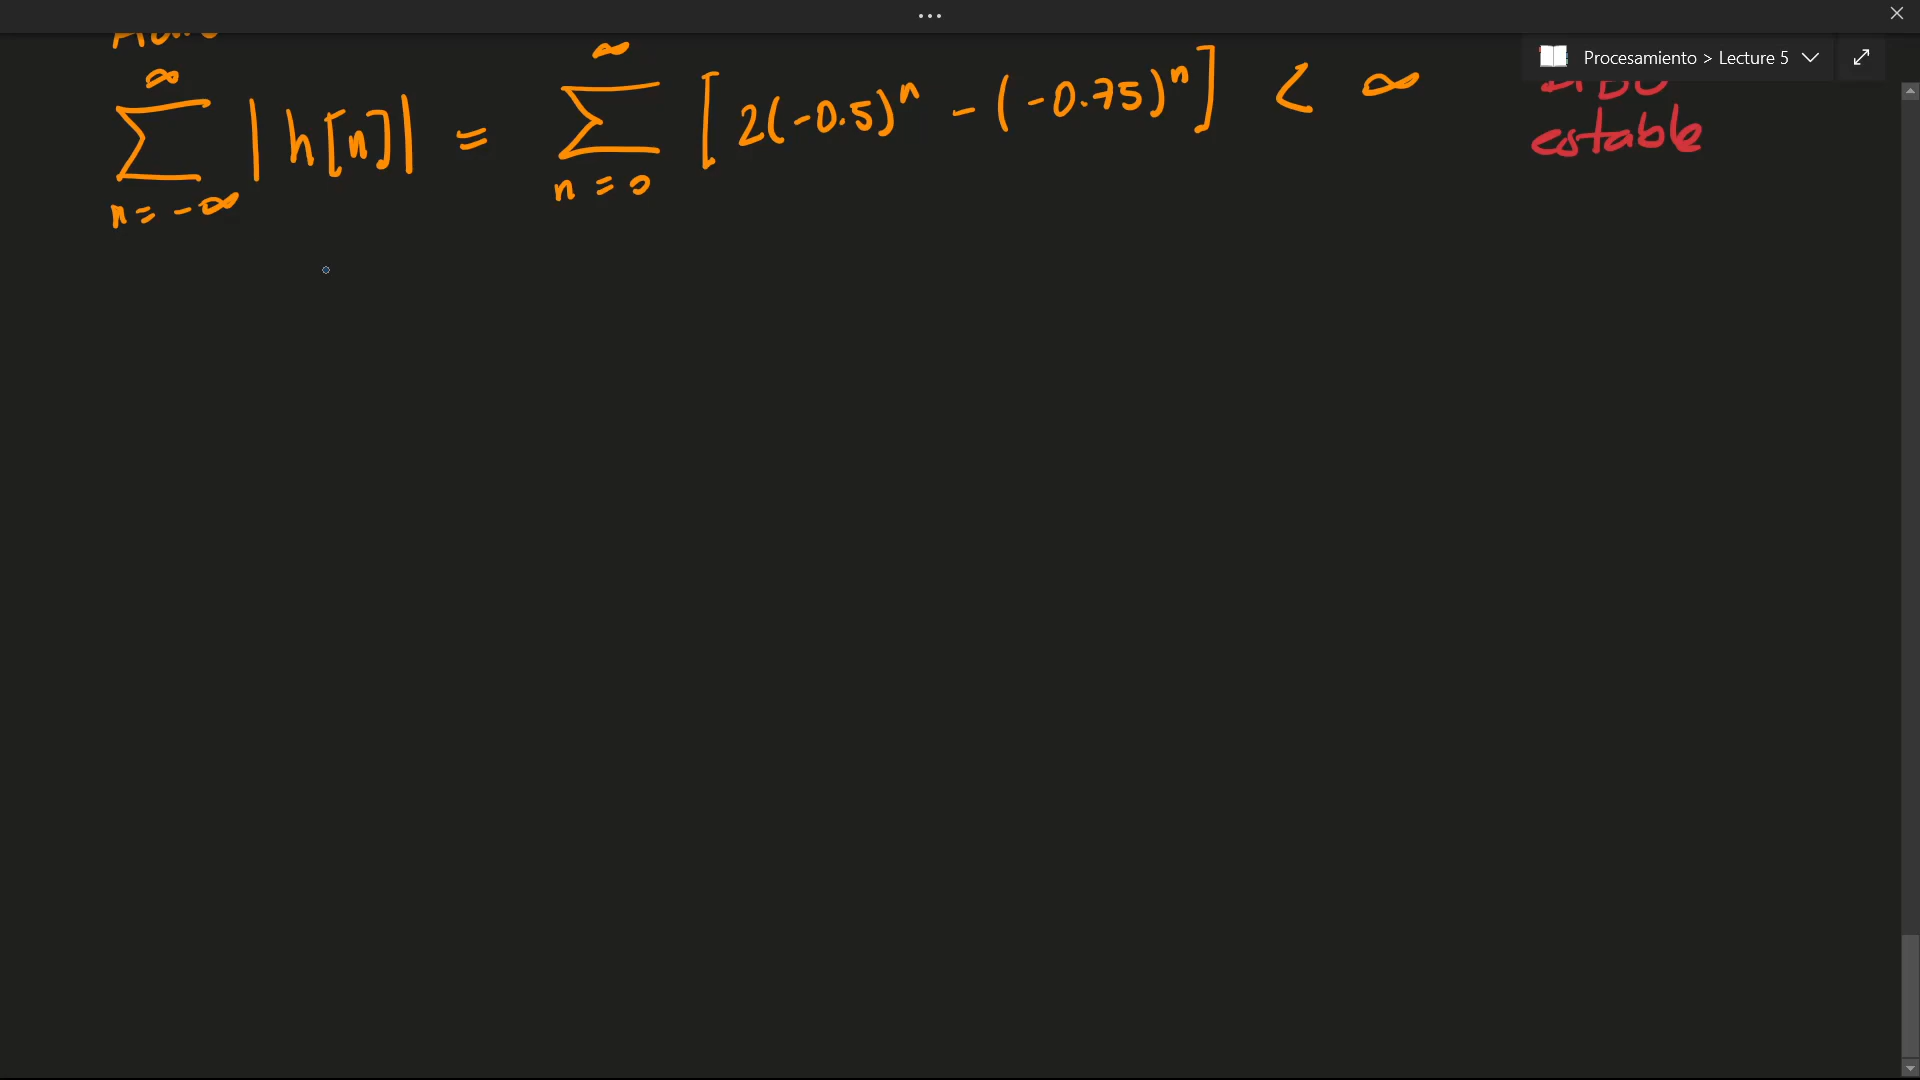 Procesamiento > Lecture 5
∞ ∑ n = -∞ |h[n]| = ∞ ∑ n = 0 [2(-0.5)^n - (-0.75)^n] < ∞
estable